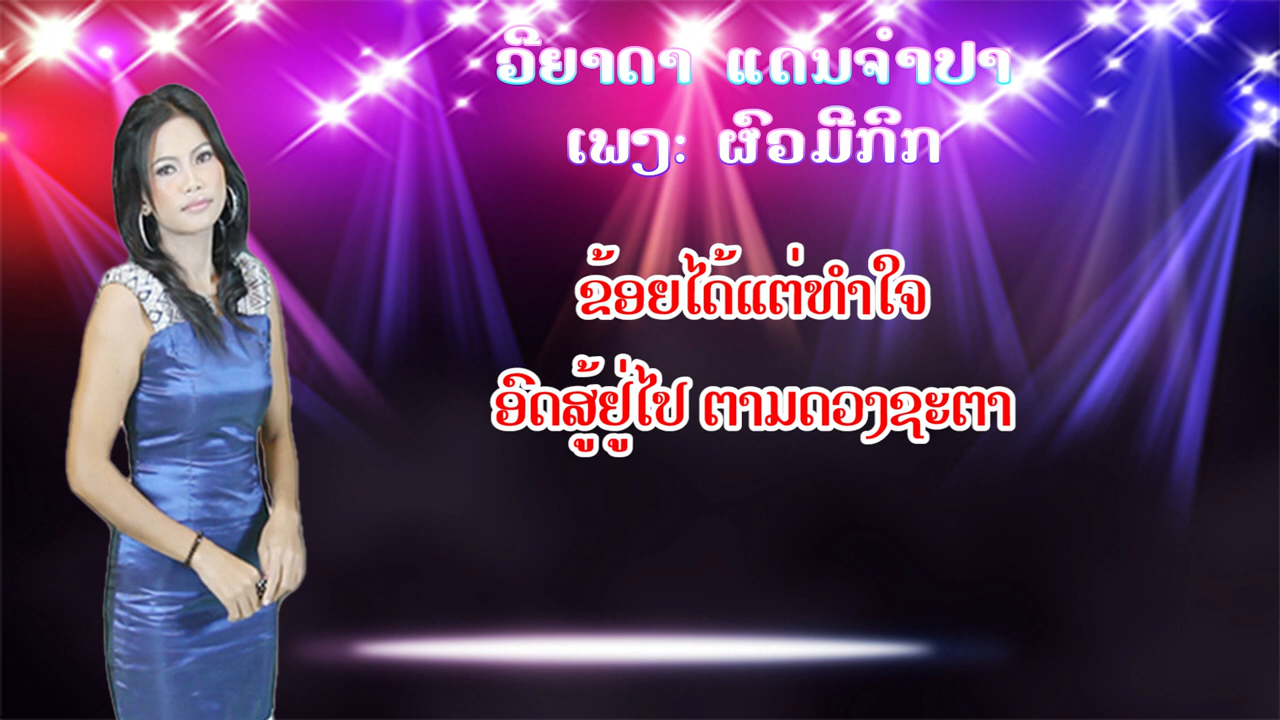 ວິຍາດາ ແດນຈຳປາ
ເພງ: ຜົວມີກິກ
ຂ້ອຍໄດ້ແຕ່ທຳໃຈ
ອົດສູ້ຢູ່ໄປ ຕາມດວງຊະຕາ